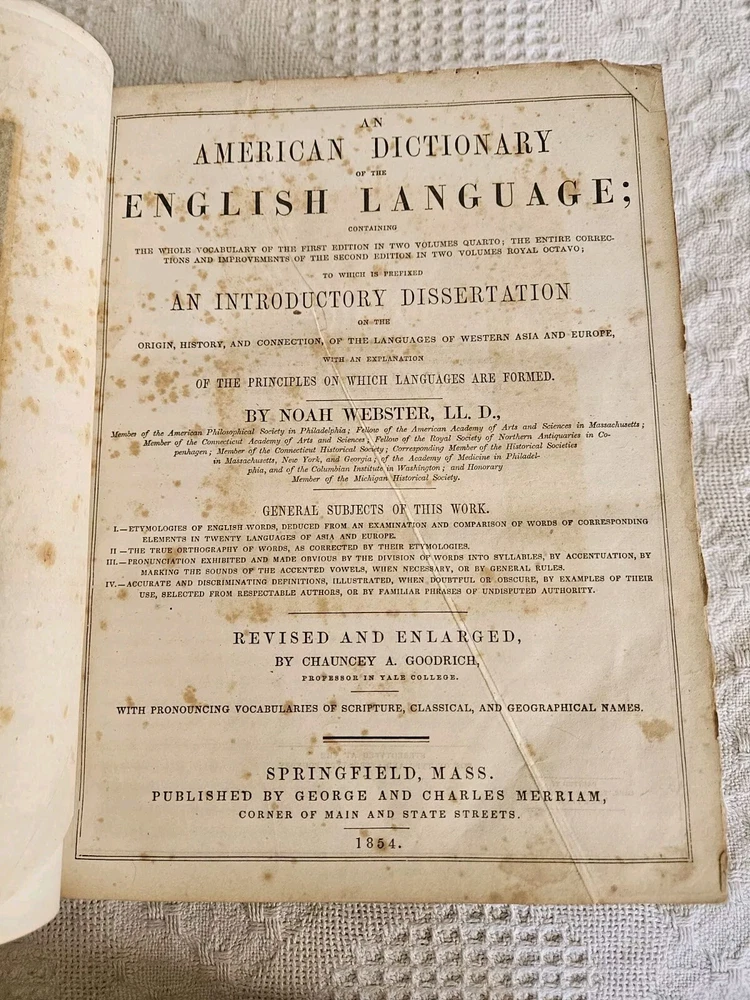 AN
AMERICAN DICTIONARY
OF THE
ENGLISH LANGUAGE;
CONTAINING
THE WHOLE VOCABULARY OF THE FIRST EDITION IN TWO VOLUMES QUARTO; THE ENTIRE CORREC-
TIONS AND IMPROVEMENTS OF THE SECOND EDITION IN TWO VOLUMES ROYAL OCTAVO;
TO WHICH IS PREFIXED
AN INTRODUCTORY DISSERTATION
ON THE
ORIGIN, HISTORY, AND CONNECTION, OF THE LANGUAGES OF WESTERN ASIA AND EUROPE,
WITH AN EXPLANATION
OF THE PRINCIPLES ON WHICH LANGUAGES ARE FORMED.
BY NOAH WEBSTER, LL. D.,
Member of the American Philosophical Society in Philadelphia; Fellow of the American Academy of Arts and Sciences in Massachusetts;
Member of the Connecticut Academy of Arts and Sciences; Fellow of the Royal Society of Northern Antiquaries in Co-
penhagen; Member of the Connecticut Historical Society; Corresponding Member of the Historical Societies
in Massachusetts, New York, and Georgia; of the Academy of Medicine in Philadel-
phia, and of the Columbian Institute in Washington; and Honorary
Member of the Michigan Historical Society.
GENERAL SUBJECTS OF THIS WORK.
I.—ETYMOLOGIES OF ENGLISH WORDS, DEDUCED FROM AN EXAMINATION AND COMPARISON OF WORDS OF CORRESPONDING
ELEMENTS IN TWENTY LANGUAGES OF ASIA AND EUROPE.
II—THE TRUE ORTHOGRAPHY OF WORDS, AS CORRECTED BY THEIR ETYMOLOGIES.
III.—PRONUNCIATION EXHIBITED AND MADE OBVIOUS BY THE DIVISION OF WORDS INTO SYLLABLES, BY ACCENTUATION, BY
MARKING THE SOUNDS OF THE ACCENTED VOWELS, WHEN NECESSARY, OR BY GENERAL RULES.
IV.—ACCURATE AND DISCRIMINATING DEFINITIONS, ILLUSTRATED, WHEN DOUBTFUL OR OBSCURE, BY EXAMPLES OF THEIR
USE, SELECTED FROM RESPECTABLE AUTHORS, OR BY FAMILIAR PHRASES OF UNDISPUTED AUTHORITY.
REVISED AND ENLARGED,
BY CHAUNCEY A. GOODRICH,
PROFESSOR IN YALE COLLEGE.
WITH PRONOUNCING VOCABULARIES OF SCRIPTURE, CLASSICAL, AND GEOGRAPHICAL NAMES.
SPRINGFIELD, MASS.
PUBLISHED BY GEORGE AND CHARLES MERRIAM,
CORNER OF MAIN AND STATE STREETS.
1854.